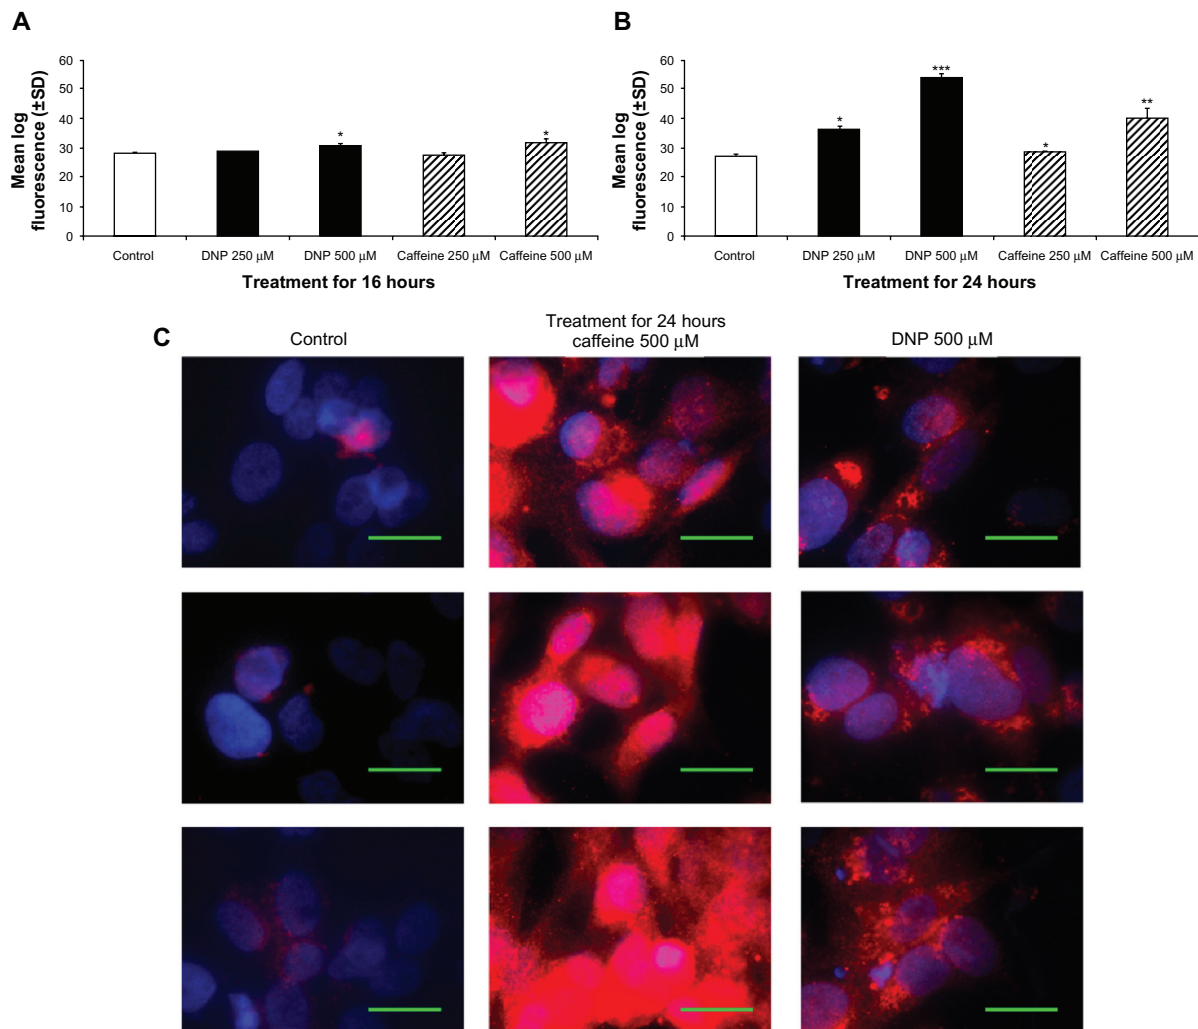 A
Mean log
fluorescence (±SD)
60
50
40
30
20
10
0
*
*
Control
DNP 250 μM
DNP 500 μM
Caffeine 250 μM
Caffeine 500 μM
Treatment for 16 hours
B
Mean log
fluorescence (±SD)
60
50
40
30
20
10
0
*
***
*
**
Control
DNP 250 μM
DNP 500 μM
Caffeine 250 μM
Caffeine 500 μM
Treatment for 24 hours
C
Control
Treatment for 24 hours
caffeine 500 μM
DNP 500 μM